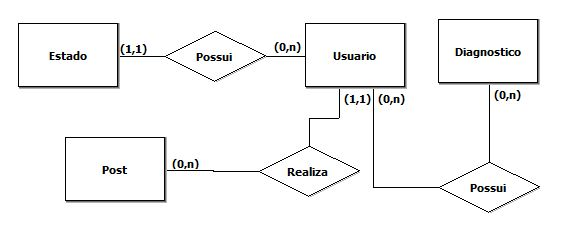 Estado
(1,1)
Possui
(0,n)
Usuario
Diagnostico
(1,1)
(0,n)
(0,n)
Post
(0,n)
Realiza
Possui